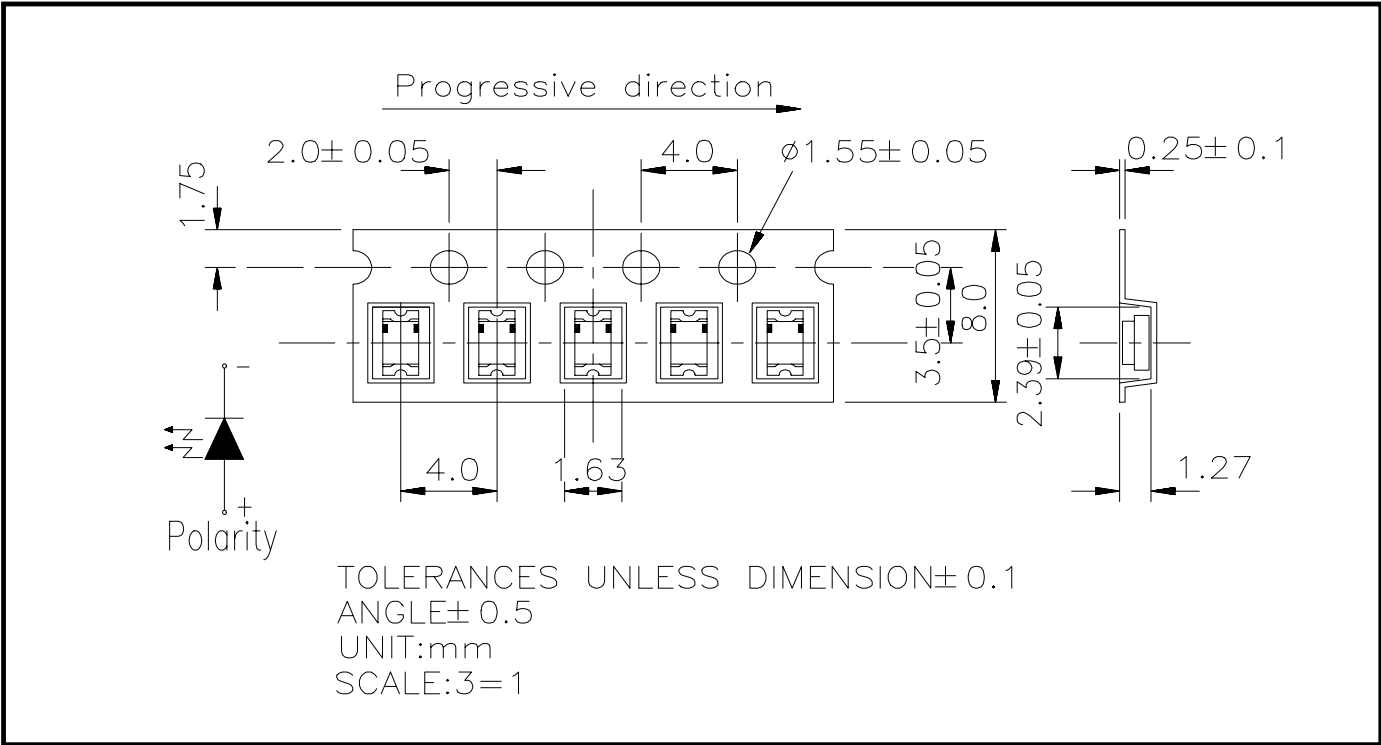 Progressive direction
2.0±0.05
4.0
ø1.55±0.05
0.25±0.1
1.75
3.5±0.05
8.0
2.39±0.05
-
+
Polarity
4.0
1.63
1.27
TOLERANCES UNLESS DIMENSION±0.1
ANGLE±0.5
UNIT:mm
SCALE:3=1